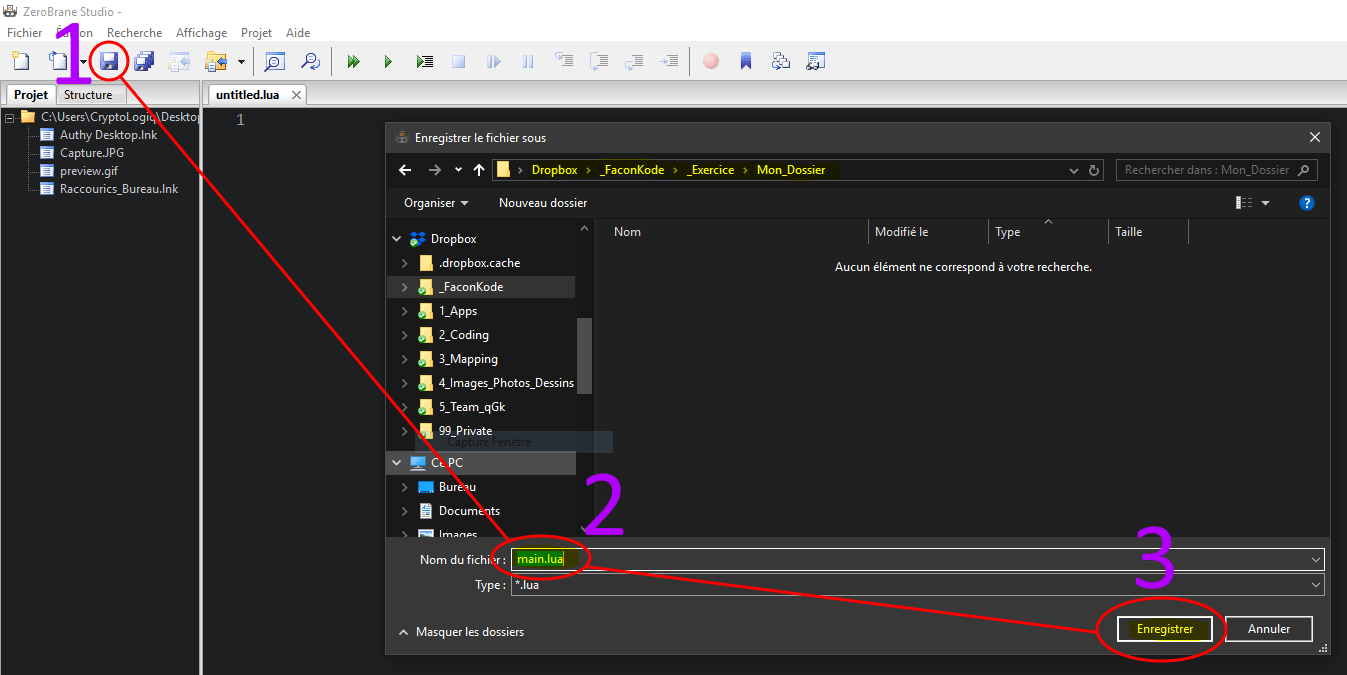 ZeroBrane Studio -
Fichier Édition Recherche Affichage Projet Aide
1
Projet Structure
untitled.lua
C:\Users\CryptoLogiq\Desktop
Authy Desktop.lnk
Capture.JPG
preview.gif
Raccourics_Bureau.lnk
1
Enregistrer le fichier sous
Dropbox > _FaconKode > _Exercice > Mon_Dossier
Rechercher dans : Mon_Dossier
Organiser Nouveau dossier
?
Nom Modifié le Type Taille
Aucun élément ne correspond à votre recherche.
Dropbox
.dropbox.cache
_FaconKode
1_Apps
2_Coding
3_Mapping
4_Images_Photos_Dessins
5_Team_qGk
99_Private
Capture Fenêtre
Ce PC
Bureau
Documents
Images
2
Nom du fichier : main.lua
Type : *.lua
3
Masquer les dossiers
Enregistrer Annuler